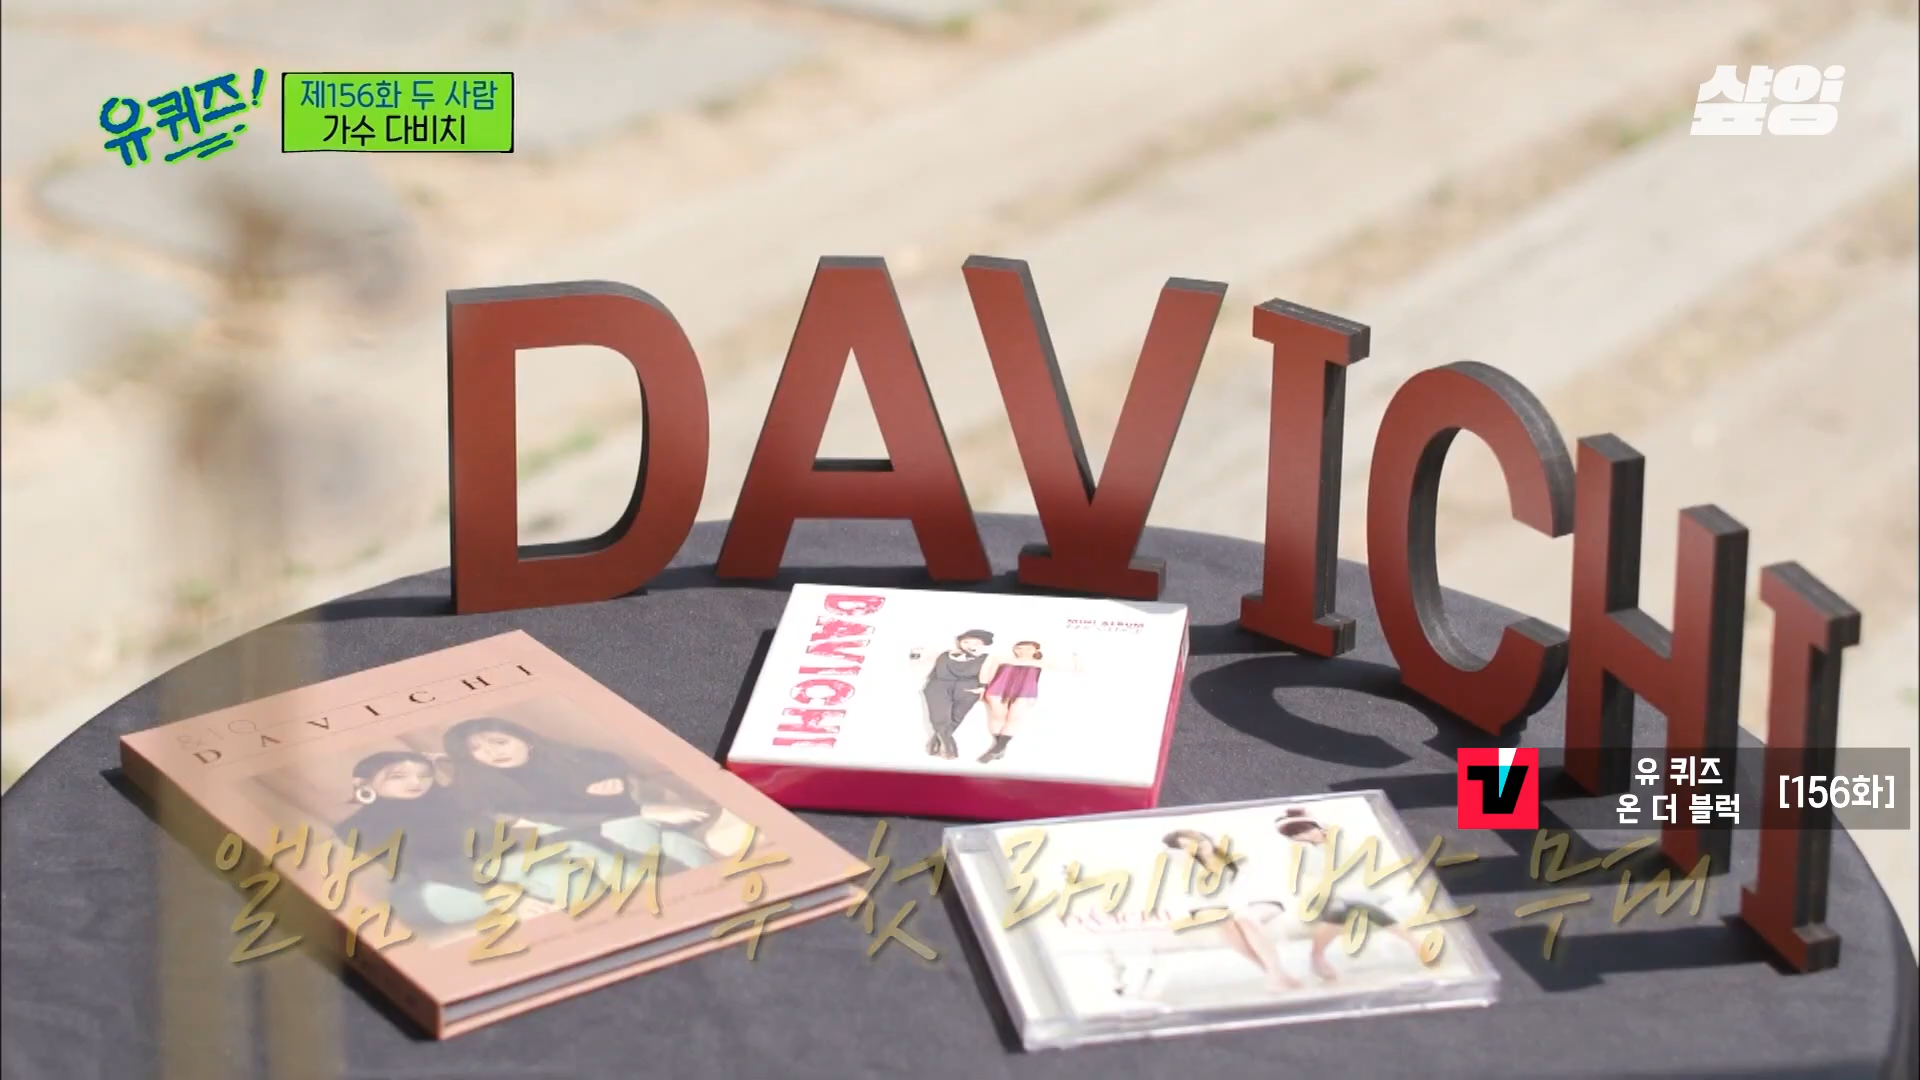 유퀴즈!
제156화 두 사람
가수 다비치
샾잉
DAVICHI
DAVICHI
MINI ALBUM
&10
DAVICHI
DAVICHI
유 퀴즈
온 더 블럭
[156화]
앨범 발매 후 첫 라이브 방송 무대